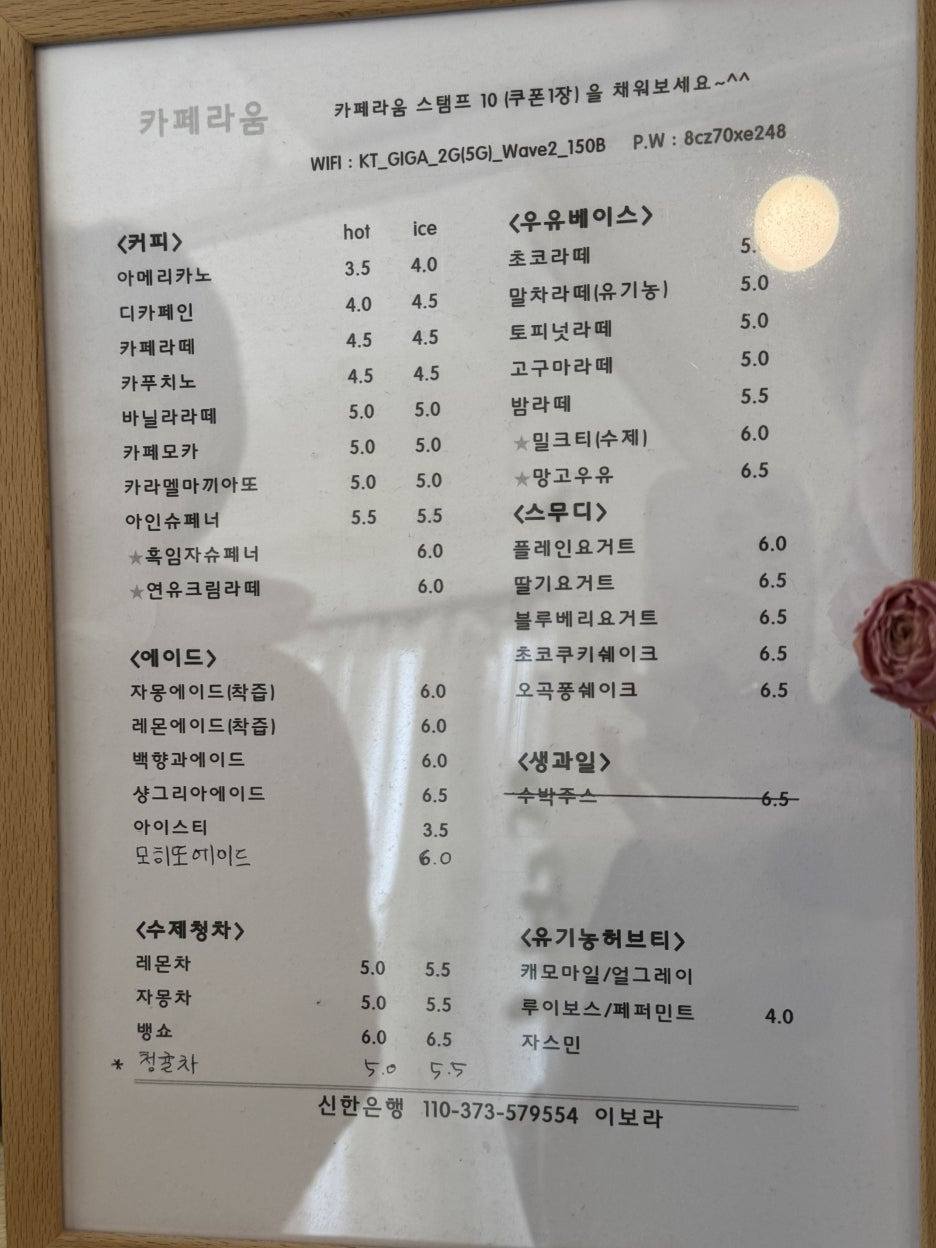 카페라움
카페라움 스탬프 10 (쿠폰1장) 을 채워보세요~^^
WIFI : KT_GIGA_2G(5G)_Wave2_150B P.W : 8cz70xe248
<커피> hot ice
아메리카노 3.5 4.0
디카페인 4.0 4.5
카페라떼 4.5 4.5
카푸치노 4.5 4.5
바닐라라떼 5.0 5.0
카페모카 5.0 5.0
카라멜마끼아또 5.0 5.0
아인슈페너 5.5 5.5
★흑임자슈페너 6.0
★연유크림라떼 6.0
<에이드>
자몽에이드(착즙) 6.0
레몬에이드(착즙) 6.0
백향과에이드 6.0
샹그리아에이드 6.5
아이스티 3.5
모히또에이드 6.0
<수제청차>
레몬차 5.0 5.5
자몽차 5.0 5.5
뱅쇼 6.0 6.5
* 청귤차 5.0 5.5
<우유베이스>
초코라떼
말차라떼(유기농) 5.0
토피넛라떼 5.0
고구마라떼 5.0
밤라떼 5.5
★밀크티(수제) 6.0
★망고우유 6.5
<스무디>
플레인요거트 6.0
딸기요거트 6.5
블루베리요거트 6.5
초코쿠키쉐이크 6.5
오곡퐁쉐이크 6.5
<생과일>
수박주스 6.5
<유기농허브티>
캐모마일/얼그레이
루이보스/페퍼민트 4.0
자스민
신한은행 110-373-579554 이보라